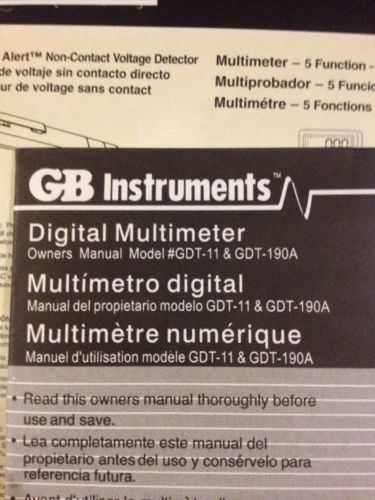 Alert™ Non-Contact Voltage Detector
de voltaje sin contacto directo
ur de voltage sans contact
Multimeter – 5 Function -
Multiprobador – 5 Funcio
Multimétre – 5 Fonctions
GB Instruments™
Digital Multimeter
Owners Manual Model #GDT-11 & GDT-190A
Multímetro digital
Manual del propietario modelo GDT-11 & GDT-190A
Multimètre numérique
Manuel d'utilisation modèle GDT-11 & GDT-190A
• Read this owners manual thoroughly before
use and save.
• Lea completamente este manual del
propietario antes del uso y consérvelo para
referencia futura.